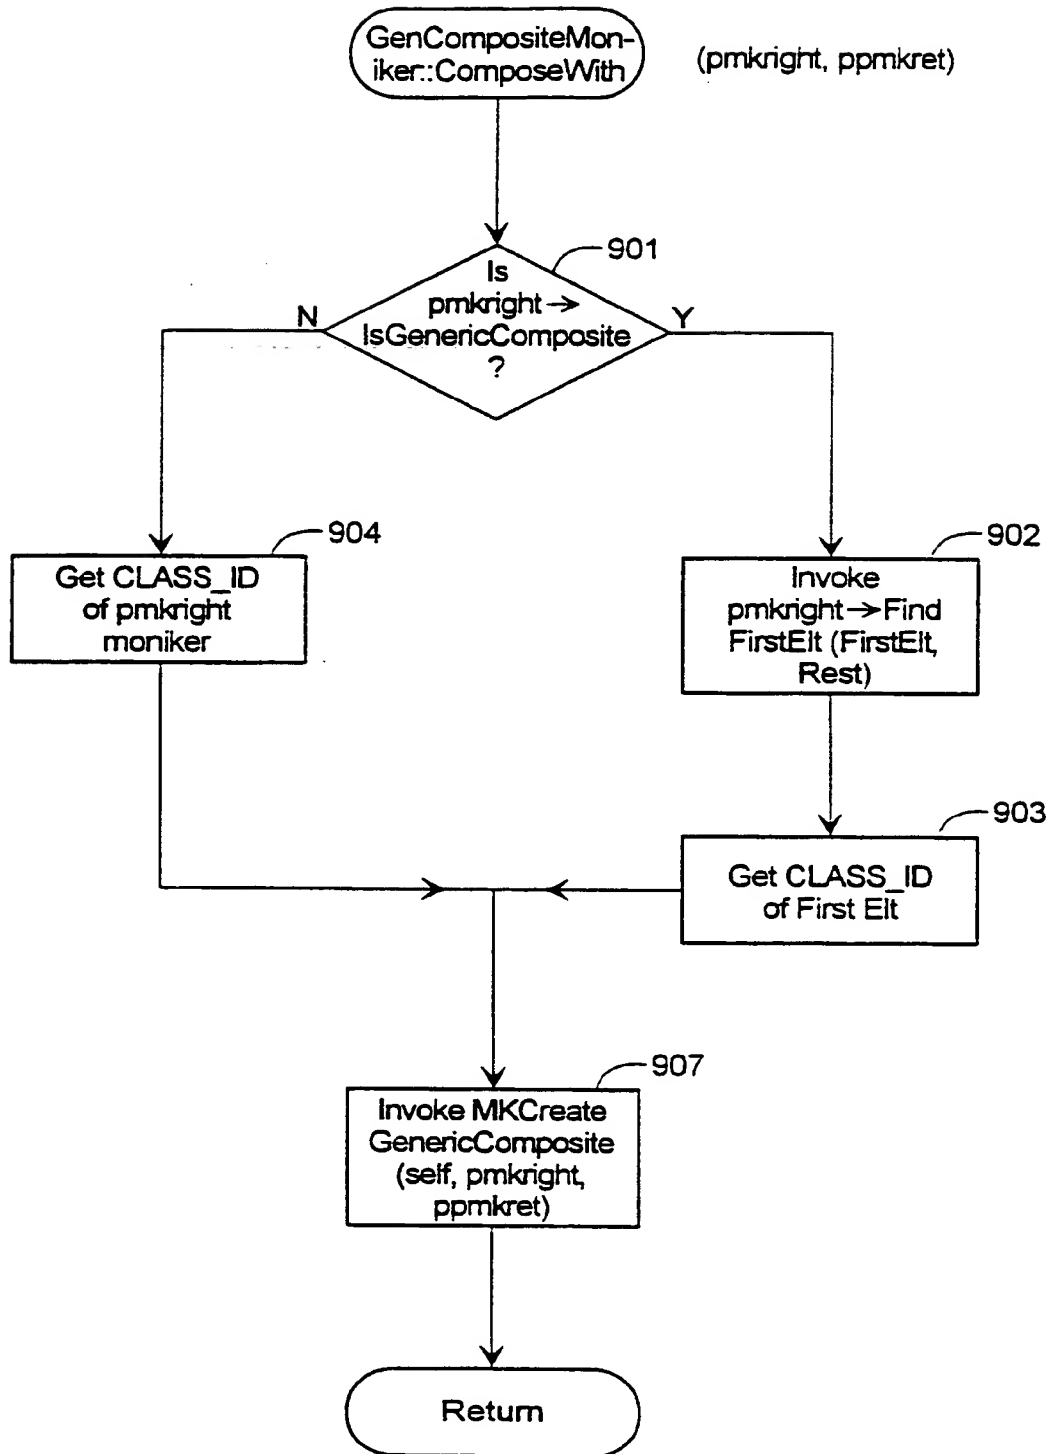 GenCompositeMon-
iker::ComposeWith
(pmkright, ppmkret)
901
Is
pmkright→
IsGenericComposite
?
N
Y
904
Get CLASS_ID
of pmkright
moniker
902
Invoke
pmkright→Find
FirstElt (FirstElt,
Rest)
903
Get CLASS_ID
of First Elt
907
Invoke MKCreate
GenericComposite
(self, pmkright,
ppmkret)
Return